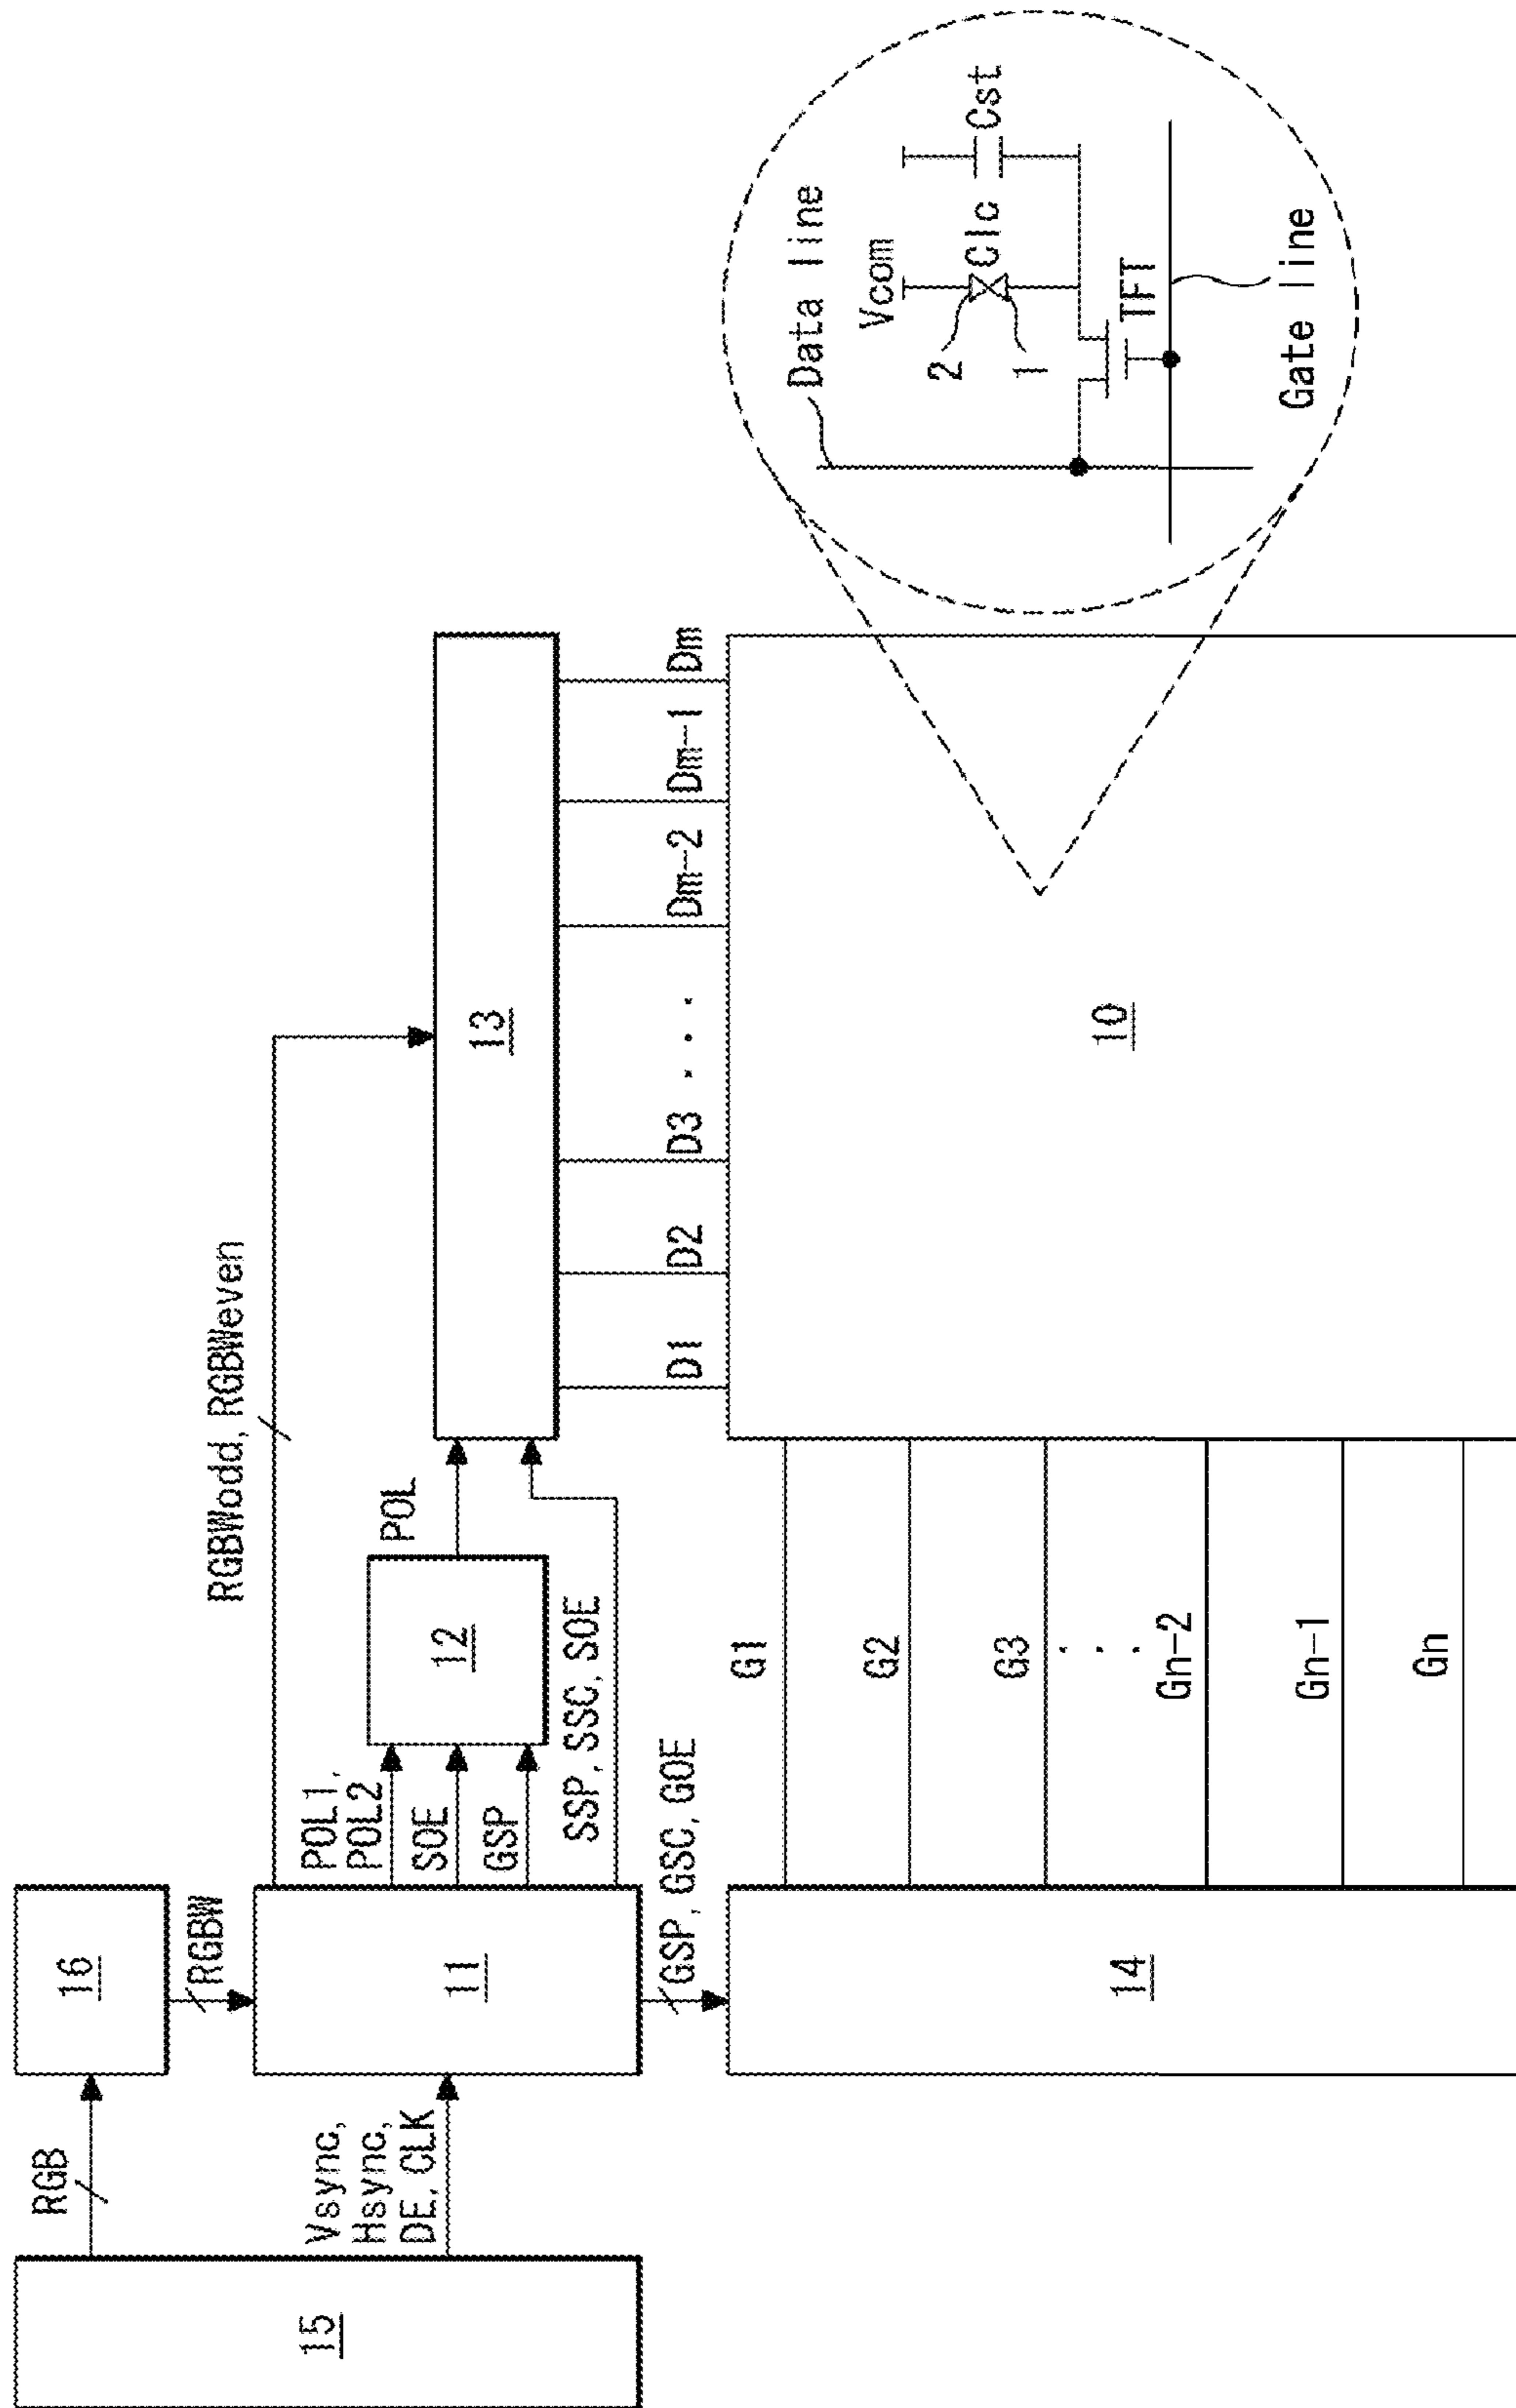 15
RGB
Vsync,
Hsync,
DE, CLK
16
RGBW
11
GSP, GSC, GOE
14
RGBWodd, RGBWeven
POL1,
POL2
SOE
GSP
SSP, SSC, SOE
12
POL
13
D1
D2
D3
. . .
Dm-2
Dm-1
Dm
G1
G2
G3
. . .
Gn-2
Gn-1
Gn
10
Data line
Vcom
2
Clc
1
Cst
TFT
Gate line